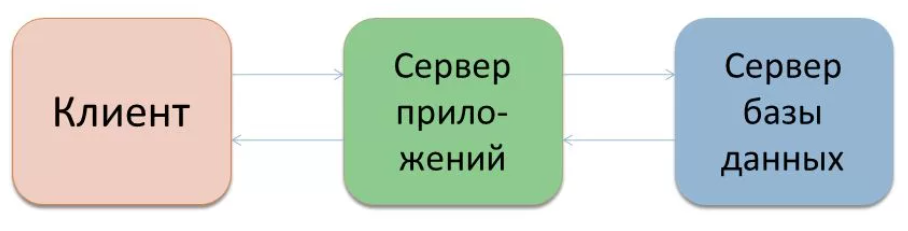 Клиент
Сервер
прило-
жений
Сервер
базы
данных